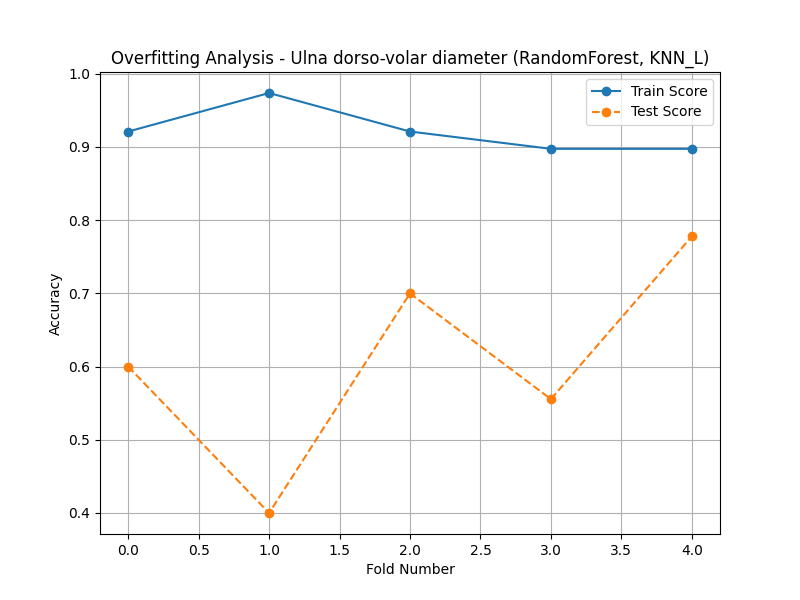 Overfitting Analysis - Ulna dorso-volar diameter (RandomForest, KNN_L)
Train Score
Test Score
Accuracy
1.0
0.9
0.8
0.7
0.6
0.5
0.4
0.0 0.5 1.0 1.5 2.0 2.5 3.0 3.5 4.0
Fold Number